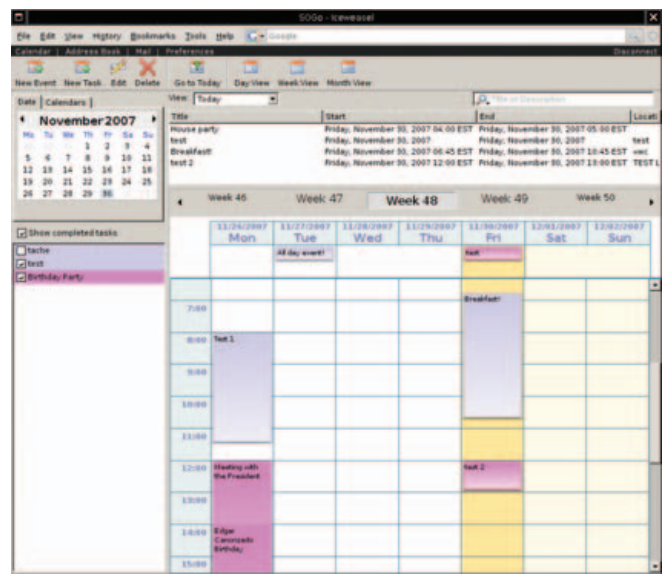 SOGo - Iceweasel
File Edit View History Bookmarks Tools Help Google
Calendar | Address Book | Mail | Preferences Disconnect
New Event New Task Edit Delete Go to Today Day View Week View Month View
Date Calendars View Today Title or Description
November 2007
Mo Tu We Th Fr Sa Su
1 2 3 4
5 6 7 8 9 10 11
12 13 14 15 16 17 18
19 20 21 22 23 24 25
26 27 28 29 30
Title Start End Locati
House party Friday, November 30, 2007 04:00 EST Friday, November 30, 2007 05:00 EST
test Friday, November 30, 2007 Friday, November 30, 2007 test
Breakfast! Friday, November 30, 2007 06:45 EST Friday, November 30, 2007 10:45 EST
test 2 Friday, November 30, 2007 12:00 EST Friday, November 30, 2007 13:00 EST TEST L
Week 46 Week 47 Week 48 Week 49 Week 50
Show completed tasks
tache
test
Birthday Party
11/26/2007 11/27/2007 11/28/2007 11/29/2007 11/30/2007 12/01/2007 12/02/2007
Mon Tue Wed Thu Fri Sat Sun
All day event! test
Breakfast!
7:00
8:00 Test 1
9:00
10:00
11:00
12:00 Meeting with the President test 2
13:00
14:00 Edgar
Birthday
15:00